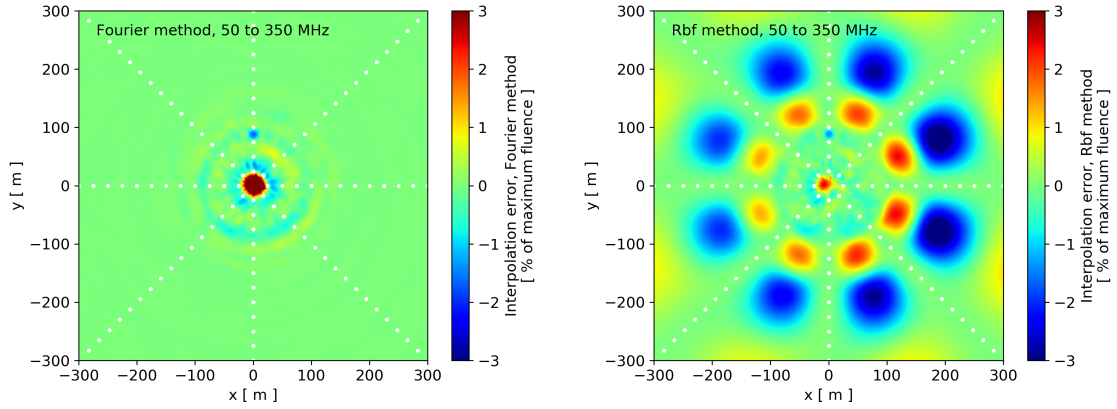 Fourier method, 50 to 350 MHz
300
200
100
0
−100
−200
−300
y [ m ]
−300 −200 −100 0 100 200 300
x [ m ]
3
2
1
0
−1
−2
−3
Interpolation error, Fourier method
[ % of maximum fluence ]
Rbf method, 50 to 350 MHz
300
200
100
0
−100
−200
−300
y [ m ]
−300 −200 −100 0 100 200 300
x [ m ]
3
2
1
0
−1
−2
−3
Interpolation error, Rbf method
[ % of maximum fluence ]